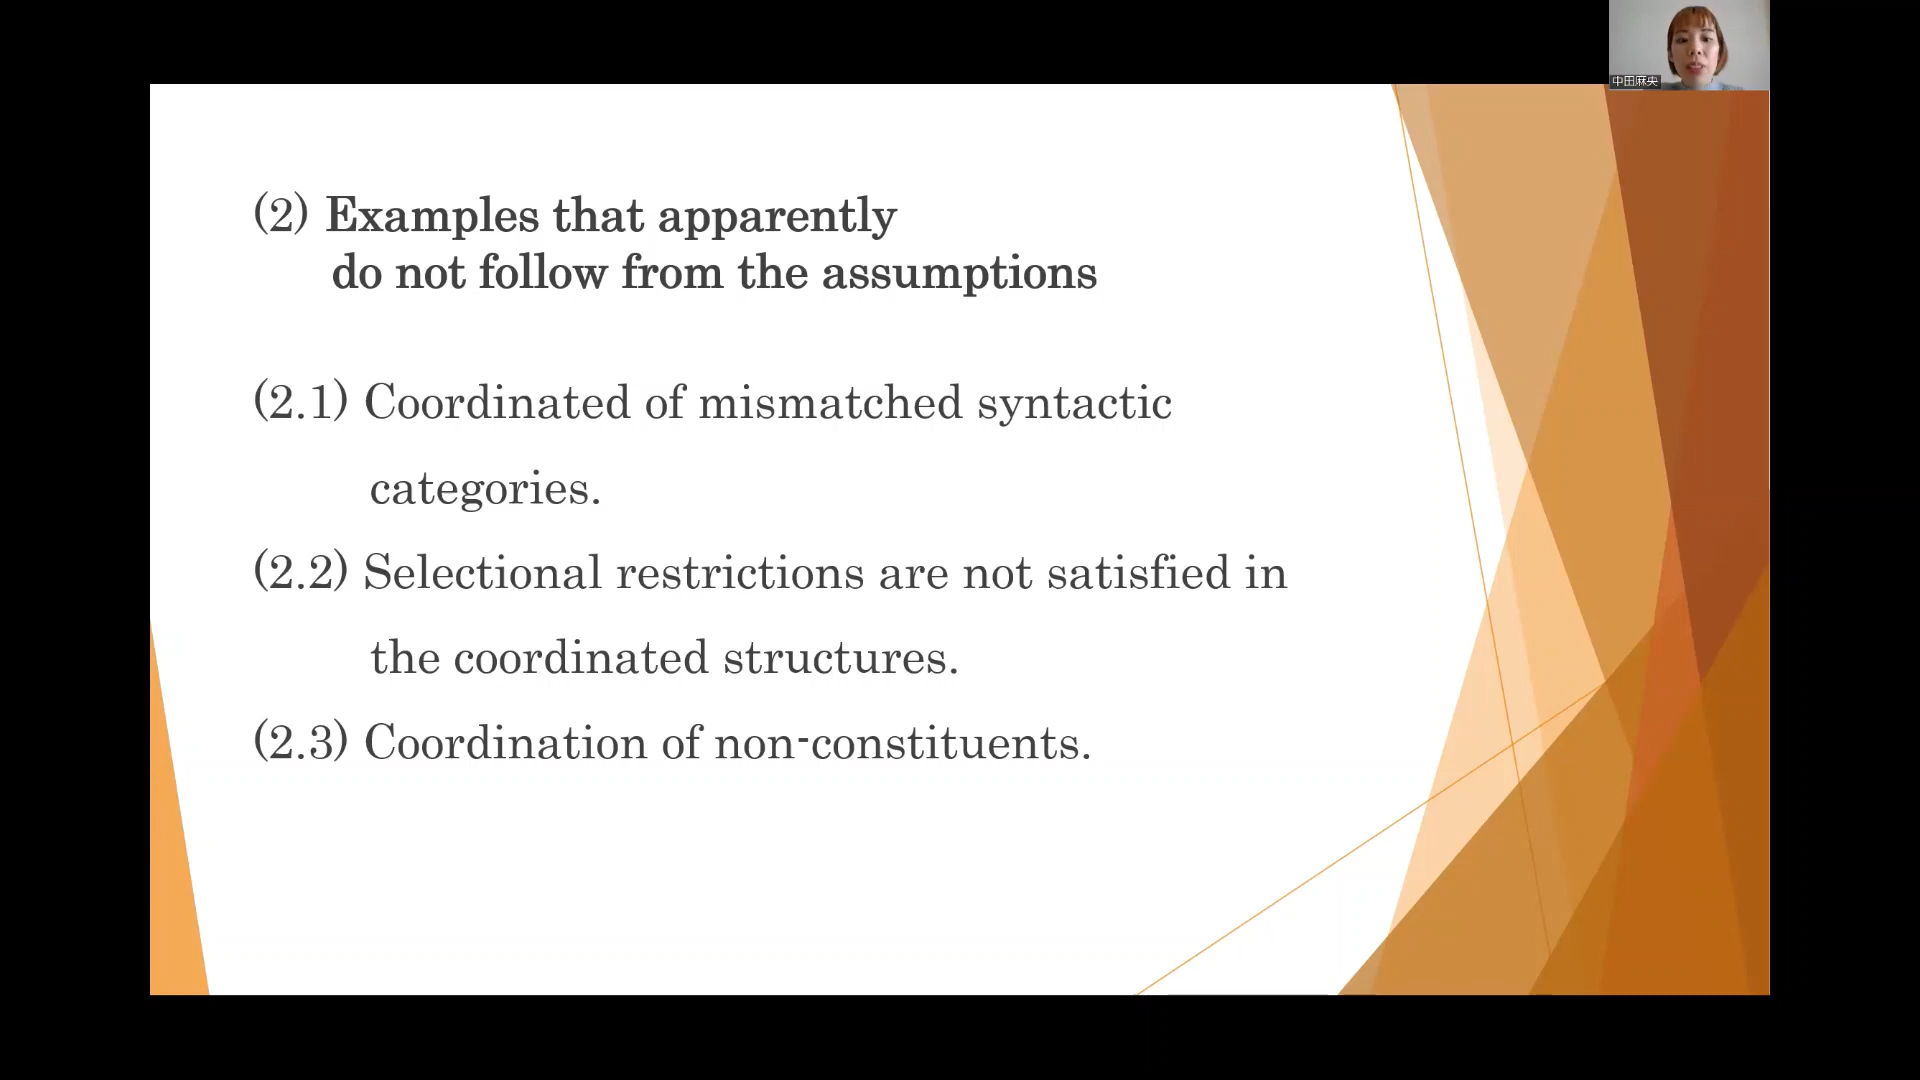 中田麻央
(2) Examples that apparently
do not follow from the assumptions
(2.1) Coordinated of mismatched syntactic
categories.
(2.2) Selectional restrictions are not satisfied in
the coordinated structures.
(2.3) Coordination of non-constituents.